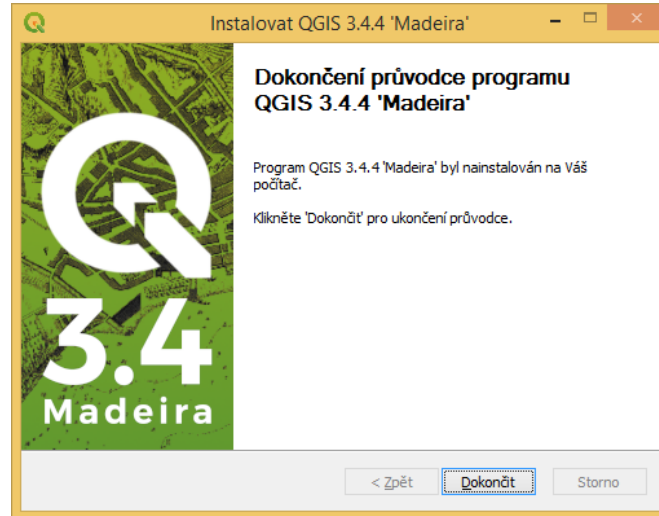 Instalovat QGIS 3.4.4 'Madeira'
Dokončení průvodce programu
QGIS 3.4.4 'Madeira'
Program QGIS 3.4.4 'Madeira' byl nainstalován na Váš
počítač.
Klikněte 'Dokončit' pro ukončení průvodce.
3.4
Madeira
< Zpět
Dokončit
Storno